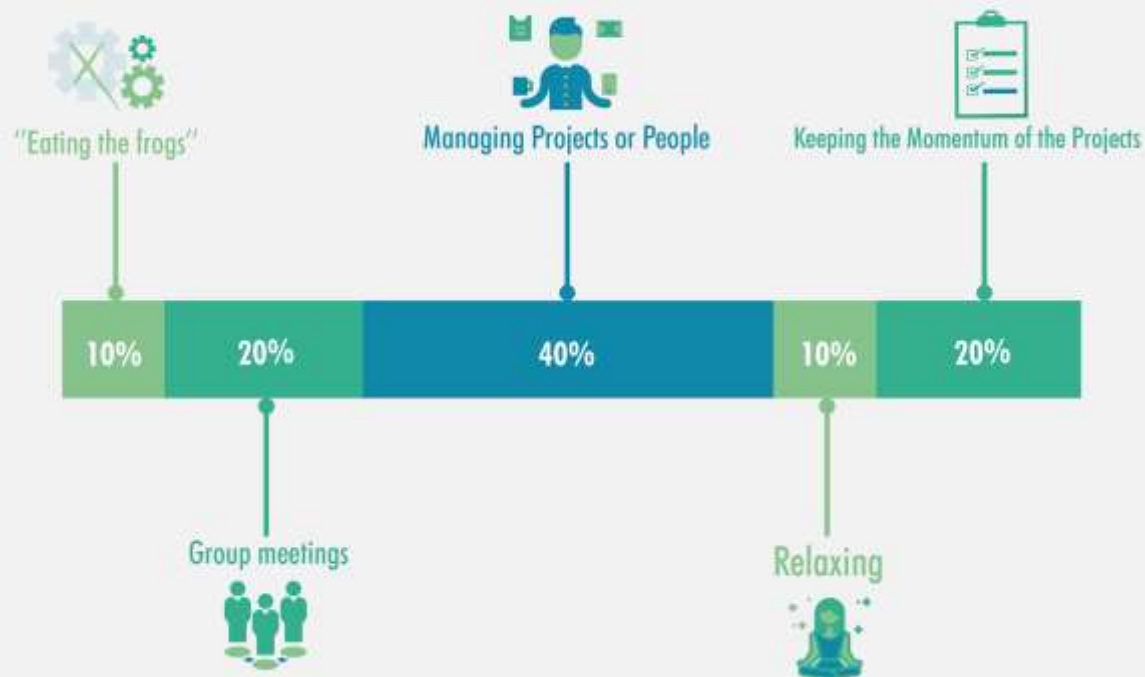 "Eating the frogs"
Managing Projects or People
Keeping the Momentum of the Projects
10%
20%
40%
10%
20%
Group meetings
Relaxing